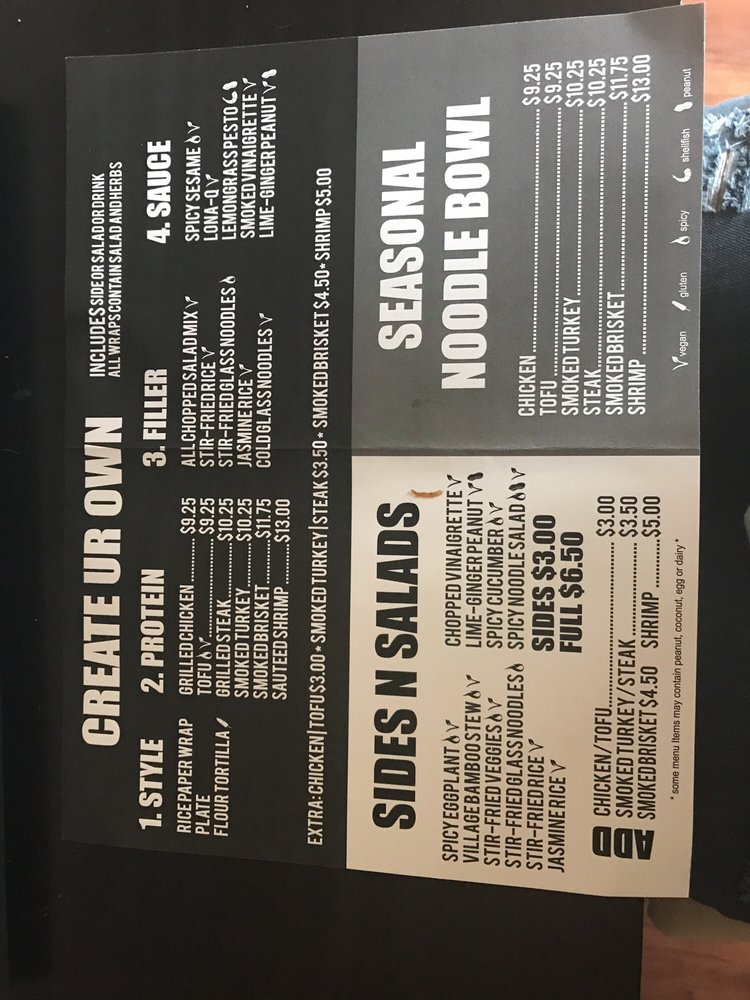 CREATE UR OWN
INCLUDES SIDE OR SALAD OR DRINK
ALL WRAPS CONTAIN SALAD AND HERBS
1. STYLE
RICE PAPER WRAP
PLATE
FLOUR TORTILLA
2. PROTEIN
GRILLED CHICKEN .......... $9.25
TOFU .......... $9.25
GRILLED STEAK .......... $10.25
SMOKED TURKEY .......... $10.25
SMOKED BRISKET .......... $11.75
SAUTEED SHRIMP .......... $13.00
3. FILLER
ALL CHOPPED SALAD MIX
STIR-FRIED RICE
STIR-FRIED GLASS NOODLES
JASMINE RICE
COLD GLASS NOODLES
4. SAUCE
SPICY SESAME
LOMA-Q
LEMONGRASS PESTO
SMOKED VINAIGRETTE
LIME-GINGER PEANUT
EXTRA: CHICKEN|TOFU $3.00* SMOKED TURKEY|STEAK $3.50* SMOKED BRISKET $4.50* SHRIMP $5.00
SIDES N SALADS
SPICY EGGPLANT
VILLAGE BAMBOO STEW
STIR-FRIED VEGGIES
STIR-FRIED GLASS NOODLES
STIR-FRIED RICE
JASMINE RICE
CHOPPED VINAIGRETTE
LIME-GINGER PEANUT
SPICY CUCUMBER
SPICY NOODLE SALAD
SIDES $3.00
FULL $6.50
ADD
CHICKEN/TOFU .......... $3.00
SMOKED TURKEY/STEAK .......... $3.50
SMOKED BRISKET $4.50 SHRIMP .......... $5.00
* some menu items may contain peanut, coconut, egg or dairy *
SEASONAL
NOODLE BOWL
CHICKEN .......... $9.25
TOFU .......... $9.25
SMOKED TURKEY .......... $10.25
STEAK .......... $10.25
SMOKED BRISKET .......... $11.75
SHRIMP .......... $13.00
vegan gluten spicy shellfish peanut